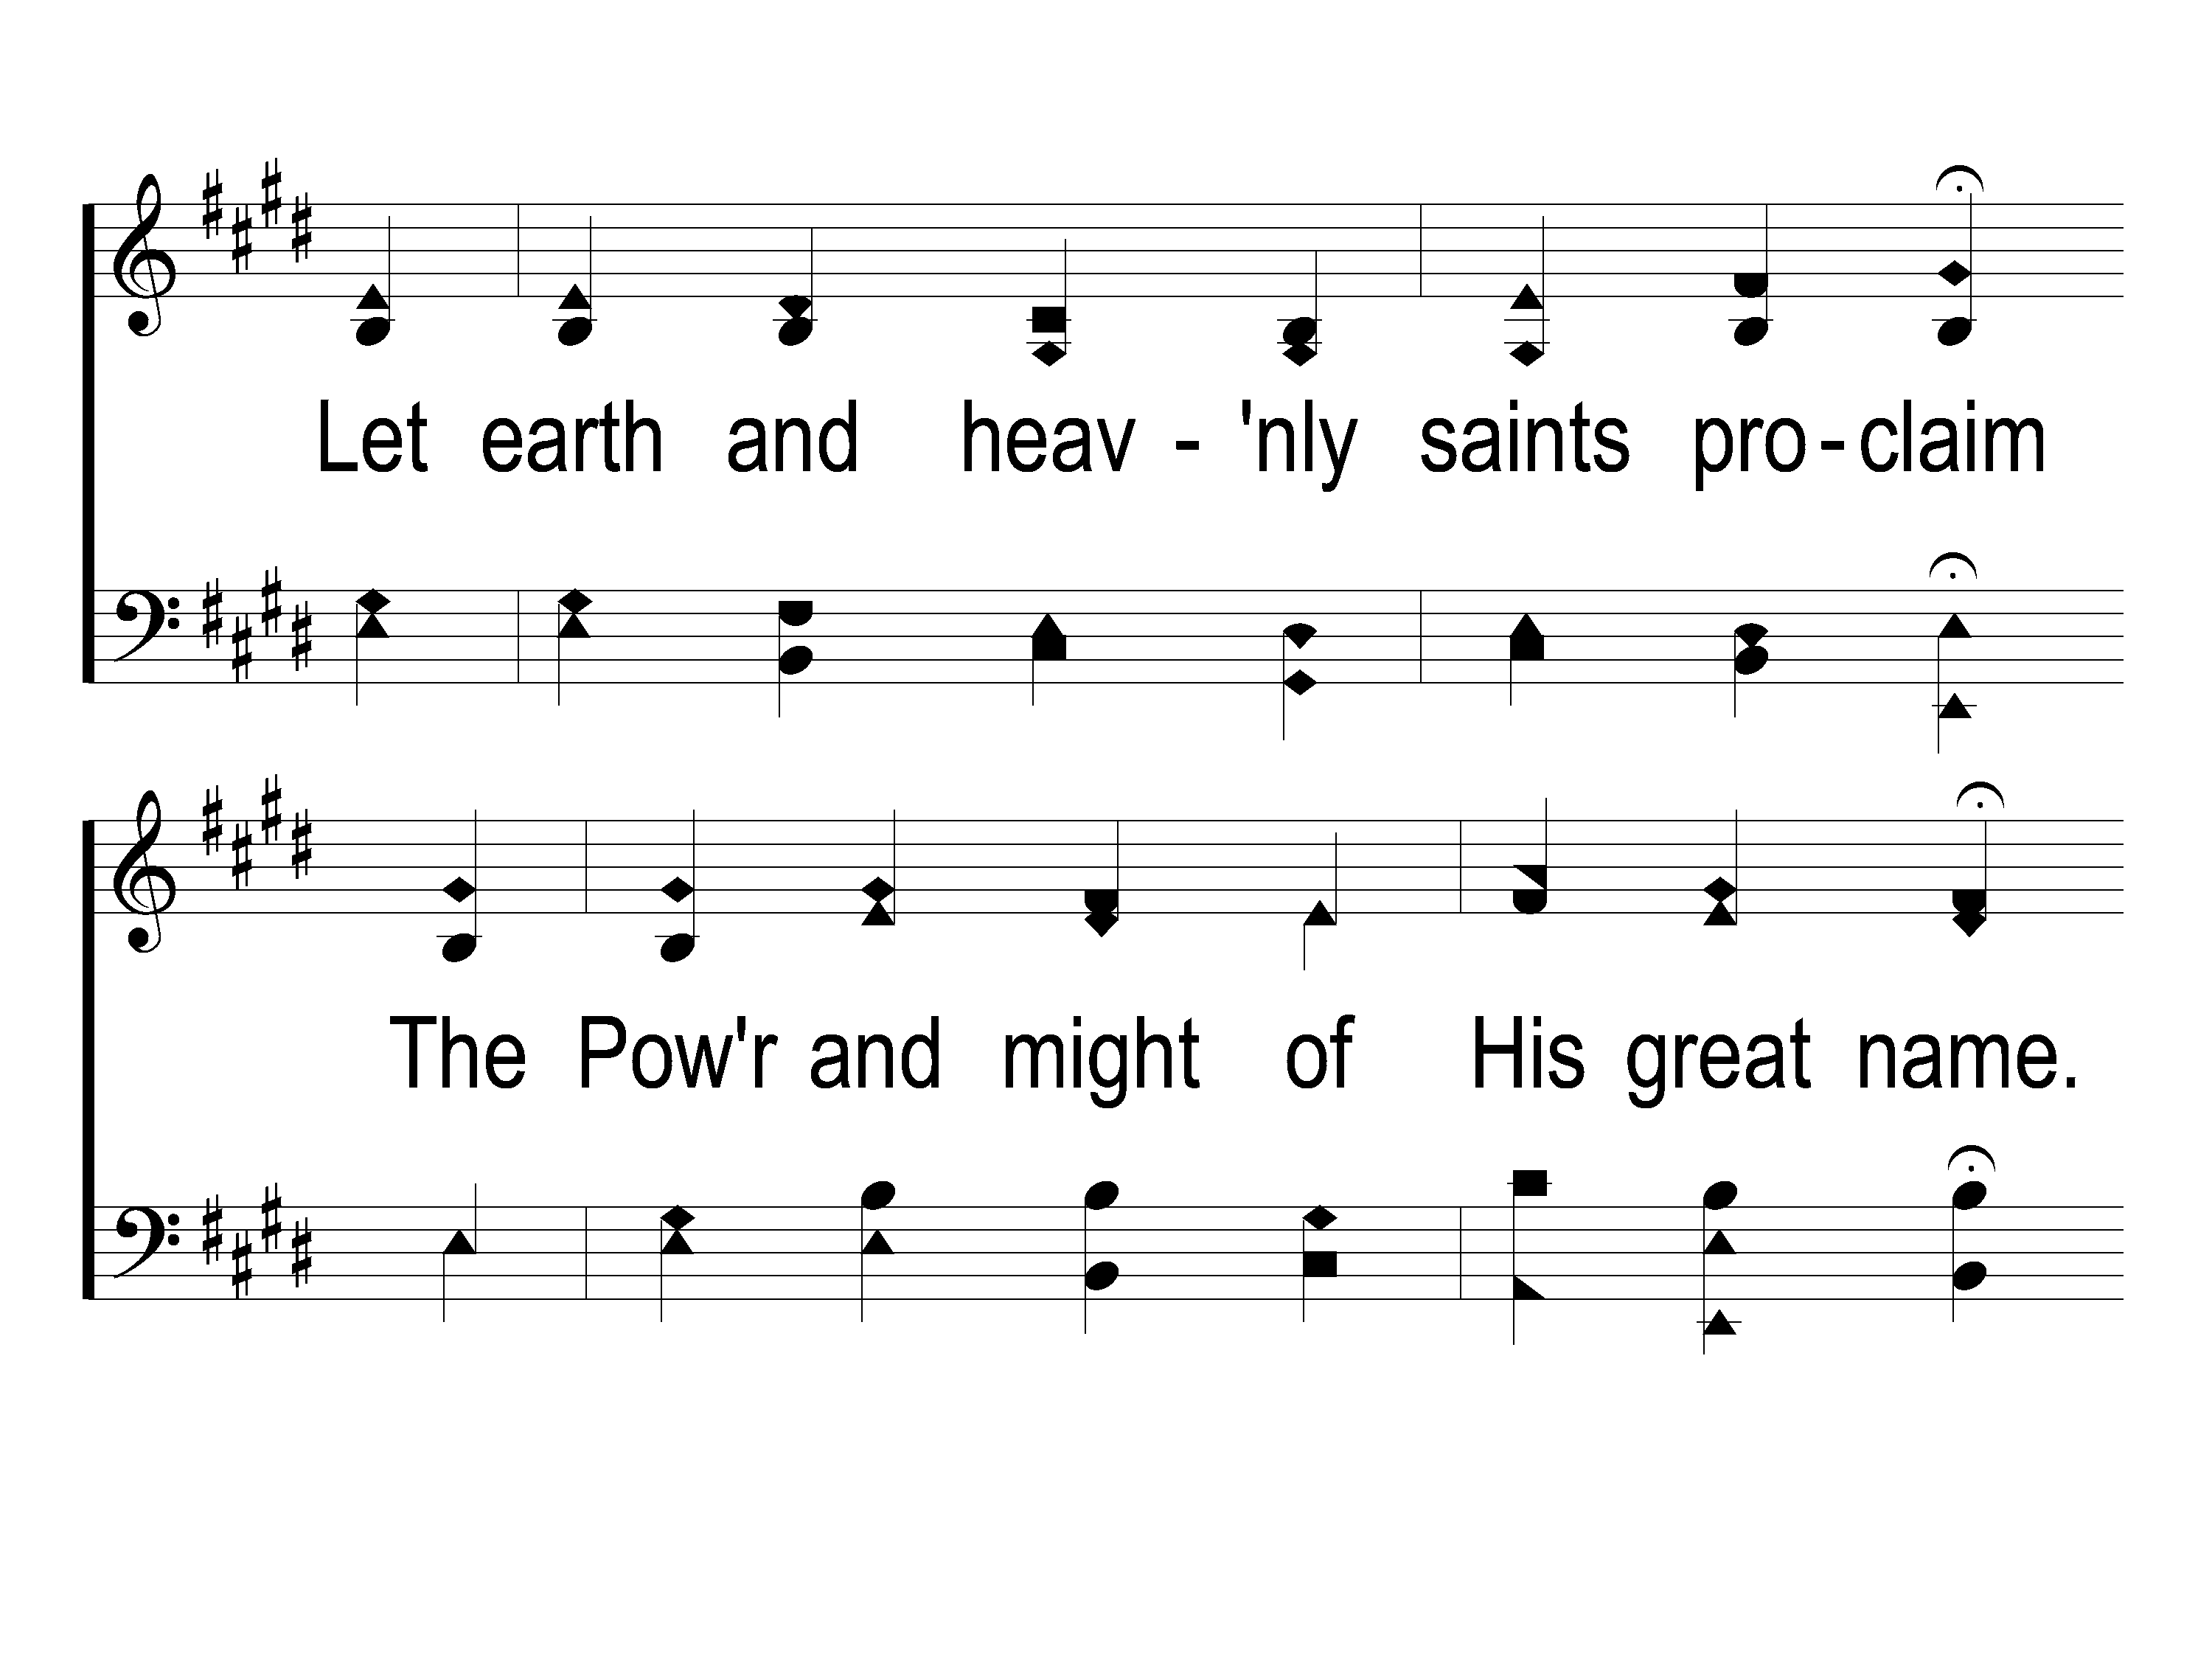 Let earth and heav - 'nly saints pro - claim
The Pow'r and might of His great name.